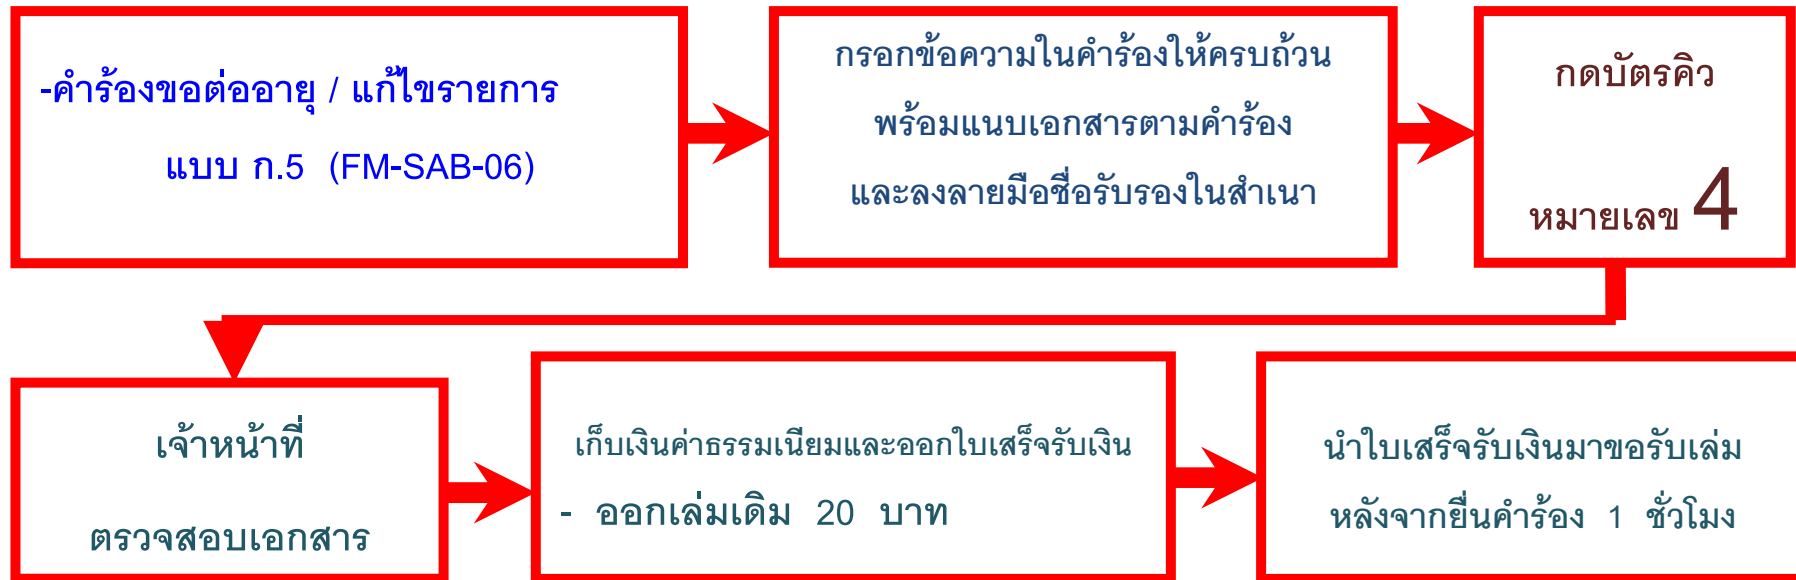 -คำร้องขอต่ออายุ / แก้ไขรายการ
แบบ ก.5 (FM-SAB-06)
กรอกข้อความในคำร้องให้ครบถ้วน
พร้อมแนบเอกสารตามคำร้อง
และลงลายมือชื่อรับรองในสำเนา
กดบัตรคิว
หมายเลข 4
เจ้าหน้าที่
ตรวจสอบเอกสาร
เก็บเงินค่าธรรมเนียมและออกใบเสร็จรับเงิน
- ออกเล่มเดิม 20 บาท
นำใบเสร็จรับเงินมาขอรับเล่ม
หลังจากยื่นคำร้อง 1 ชั่วโมง